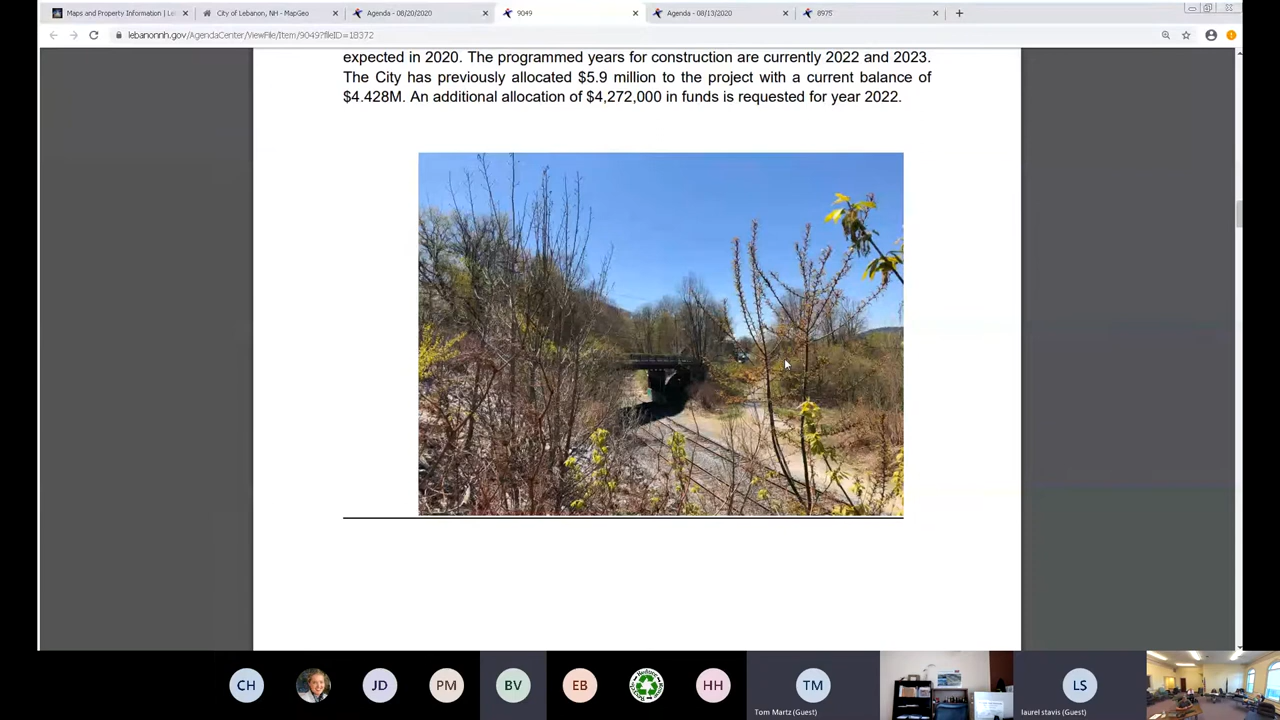 Maps and Property Information | Le
City of Lebanon, NH - MapGeo
Agenda - 08/20/2020
9049
Agenda - 08/13/2020
8975
lebanonnh.gov/AgendaCenter/ViewFile/Item/9049?fileID=18372
expected in 2020. The programmed years for construction are currently 2022 and 2023.
The City has previously allocated $5.9 million to the project with a current balance of
$4.428M. An additional allocation of $4,272,000 in funds is requested for year 2022.
CH
JD
PM
BV
EB
HH
TM
LS
Tom Martz (Guest)
laurel stavis (Guest)